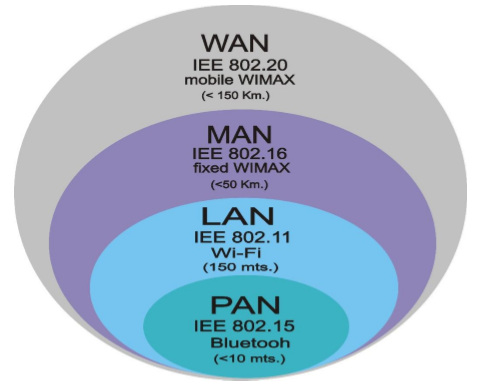 WAN
IEE 802.20
mobile WIMAX
(< 150 Km.)
MAN
IEE 802.16
fixed WIMAX
(<50 Km.)
LAN
IEE 802.11
Wi-Fi
(150 mts.)
PAN
IEE 802.15
Bluetooh
(<10 mts.)